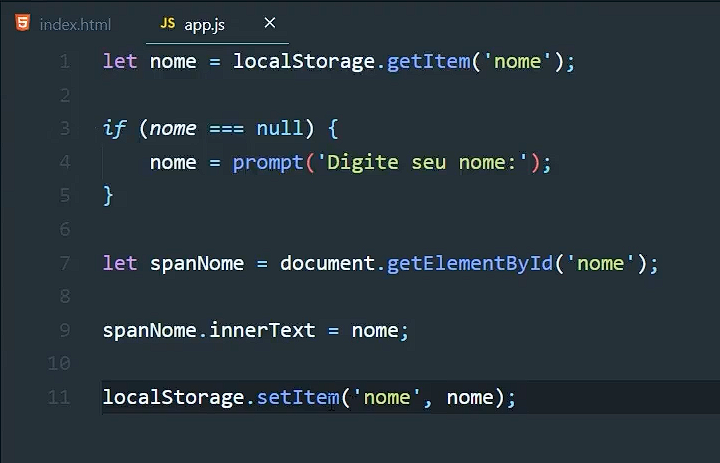 5 index.html
JS app.js ×
1 let nome = localStorage.getItem('nome');
2
3 if (nome === null) {
4 nome = prompt('Digite seu nome:');
5 }
6
7 let spanNome = document.getElementById('nome');
8
9 spanNome.innerText = nome;
10
11 localStorage.setItem('nome', nome);